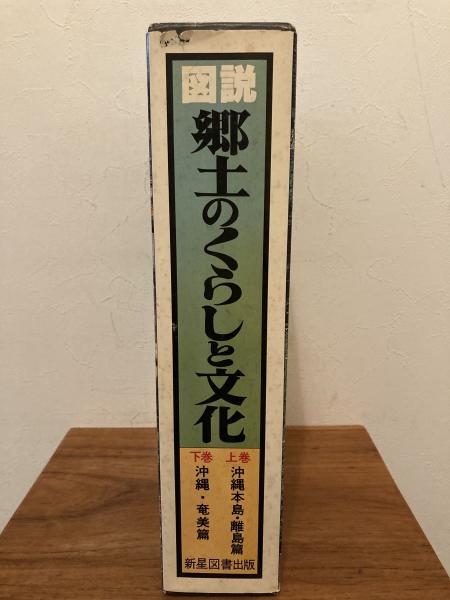 図説
郷土のくらしと文化
上巻
沖縄本島・離島篇
下巻
沖縄・奄美篇
新星図書出版